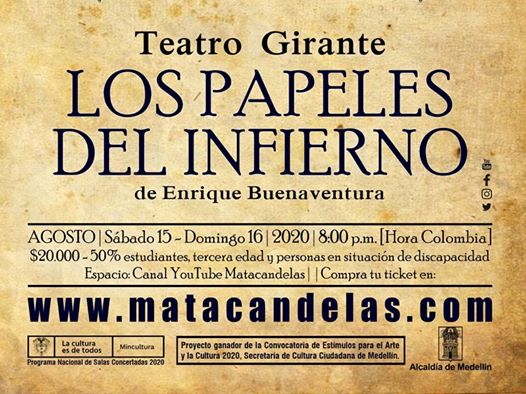 Teatro Girante
LOS PAPELES
DEL INFIERNO
de Enrique Buenaventura
AGOSTO | Sábado 15 - Domingo 16 | 2020 | 8:00 p.m. [Hora Colombia]
$20.000 - 50% estudiantes, tercera edad y personas en situación de discapacidad
Espacio: Canal YouTube Matacandelas | | Compra tu ticket en:
www.matacandelas.com
La cultura
es de todos
Mincultura
Programa Nacional de Salas Concertadas 2020
Proyecto ganador de la Convocatoria de Estímulos para el Arte
y la Cultura 2020, Secretaría de Cultura Ciudadana de Medellín.
Alcaldía de Medellín